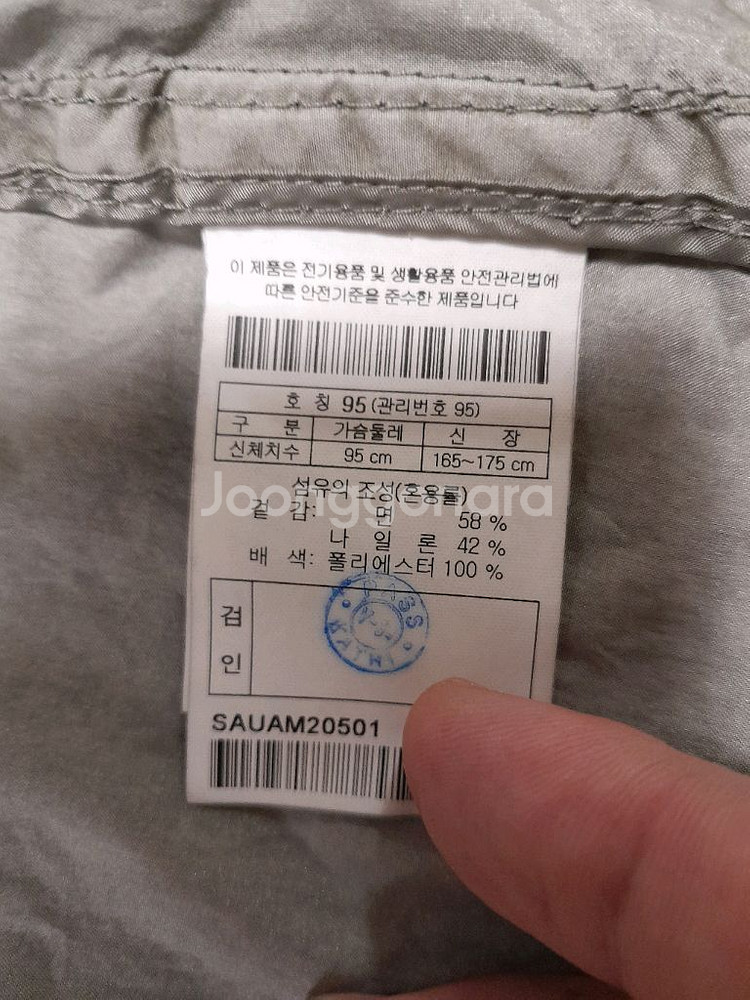 이 제품은 전기용품 및 생활용품 안전관리법에
따른 안전기준을 준수한 제품입니다
호 칭 95 (관리번호 95)
구 분 가슴둘레 신 장
신체치수 95 cm 165~175 cm
섬유의 조성(혼용률)
Joonggonara
겉 감: 면 58 %
나 일 론 42 %
배 색: 폴리에스터 100 %
PASS
KATRI
검
인
SAUAM20501